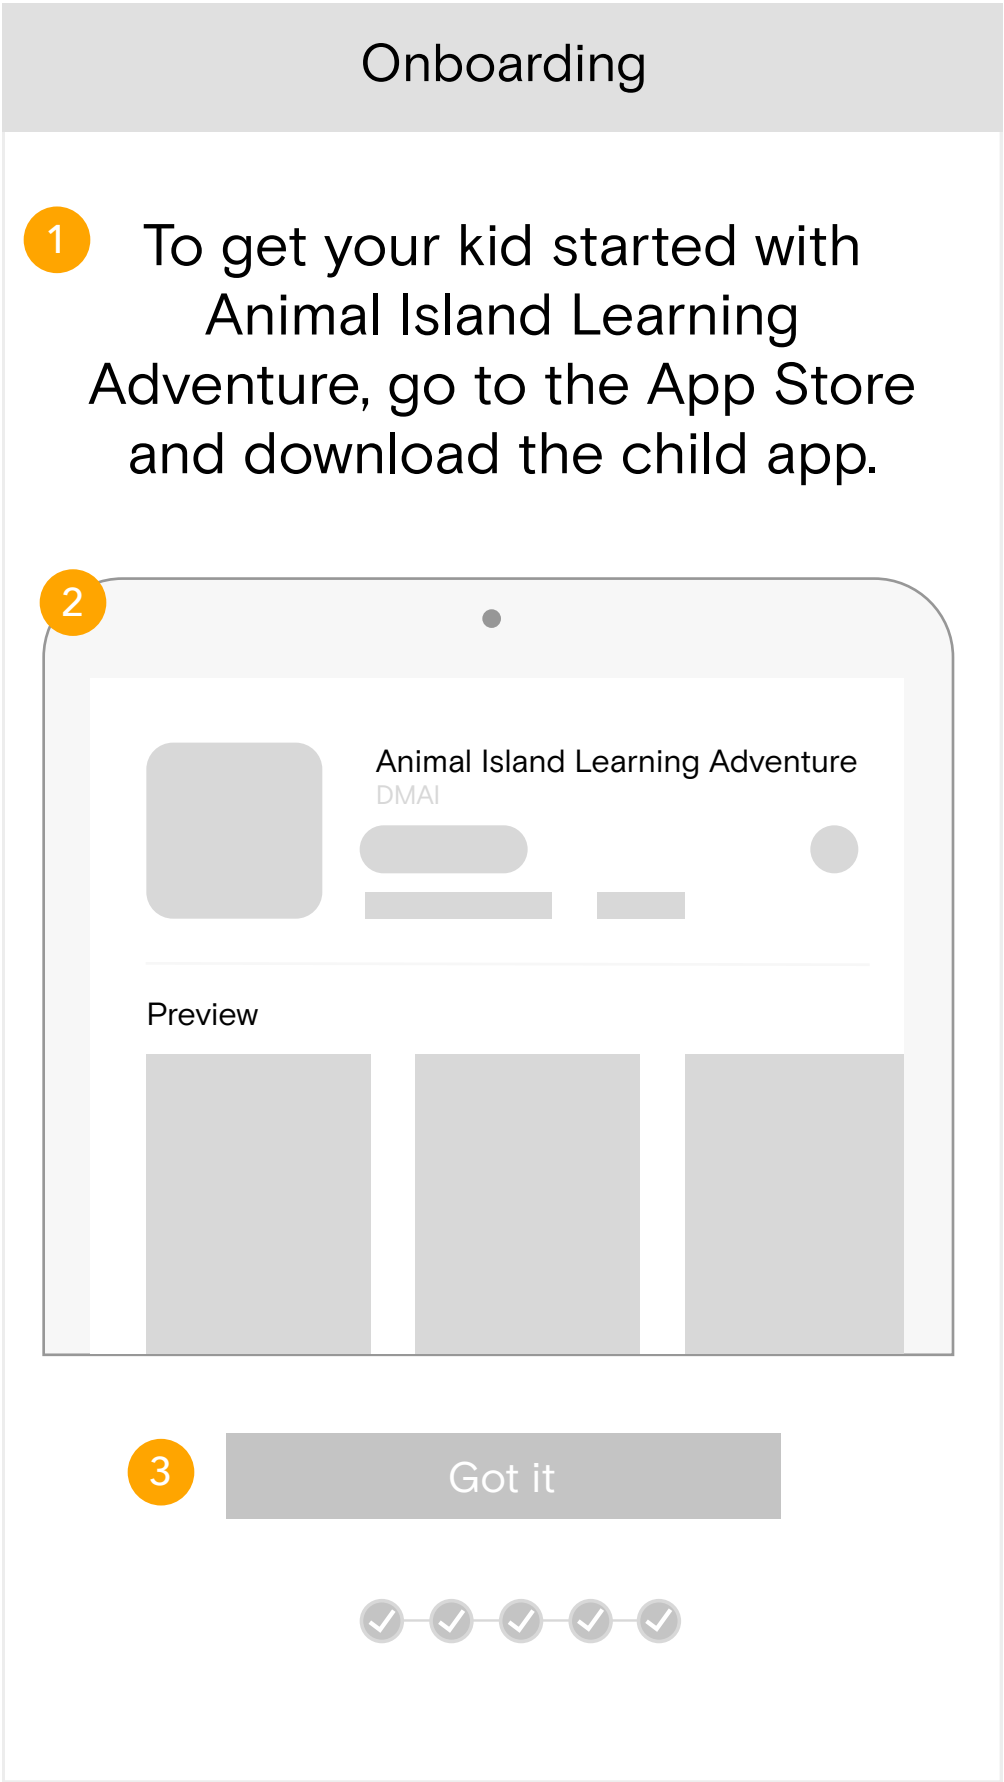 Onboarding
1
To get your kid started with
Animal Island Learning
Adventure, go to the App Store
and download the child app.
2
Animal Island Learning Adventure
DMAI
Preview
3
Got it